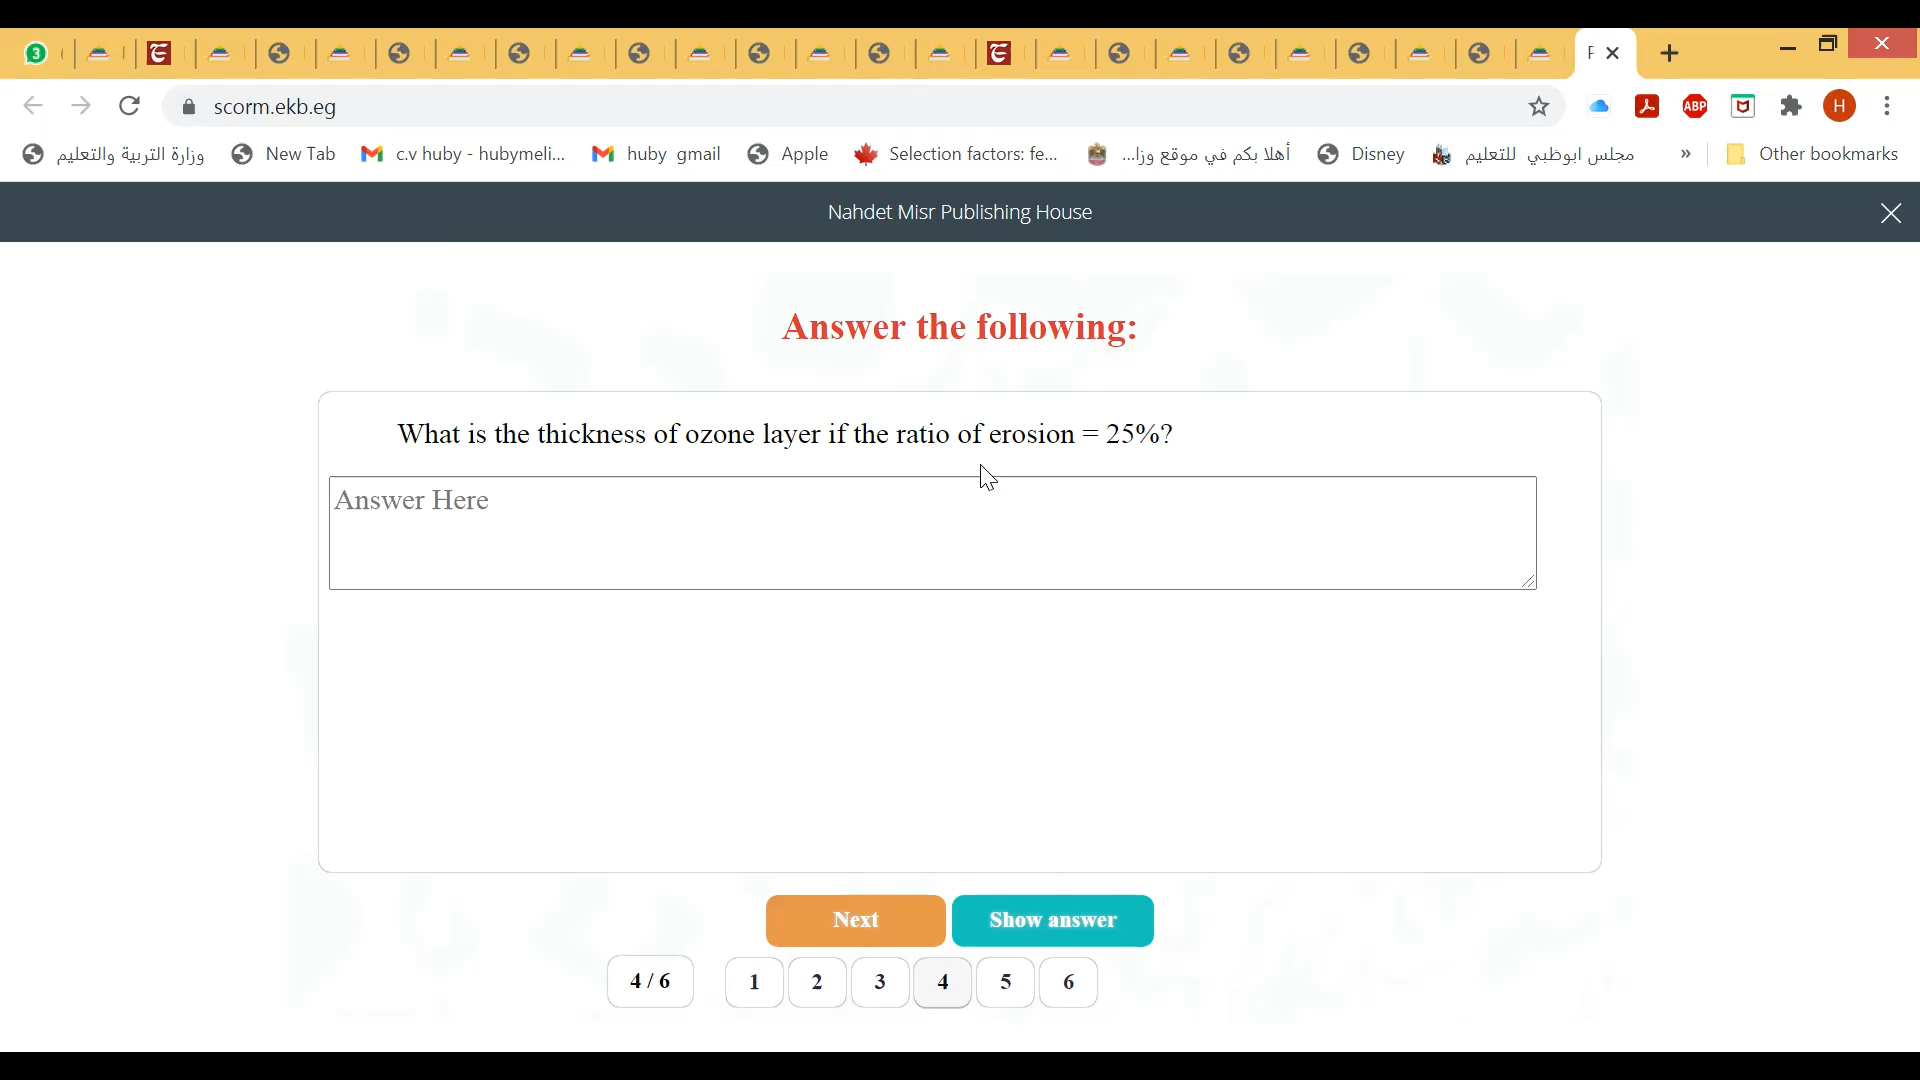 3
F
scorm.ekb.eg
ABP
H
وزارة التربية والتعليم
New Tab
c.v huby - hubymeli...
huby gmail
Apple
Selection factors: fe...
أهلا بكم في موقع وزا...
Disney
مجلس ابوظبي للتعليم
»
Other bookmarks
Nahdet Misr Publishing House
Answer the following:
What is the thickness of ozone layer if the ratio of erosion = 25%?
Answer Here
Next
Show answer
4 / 6
1
2
3
4
5
6